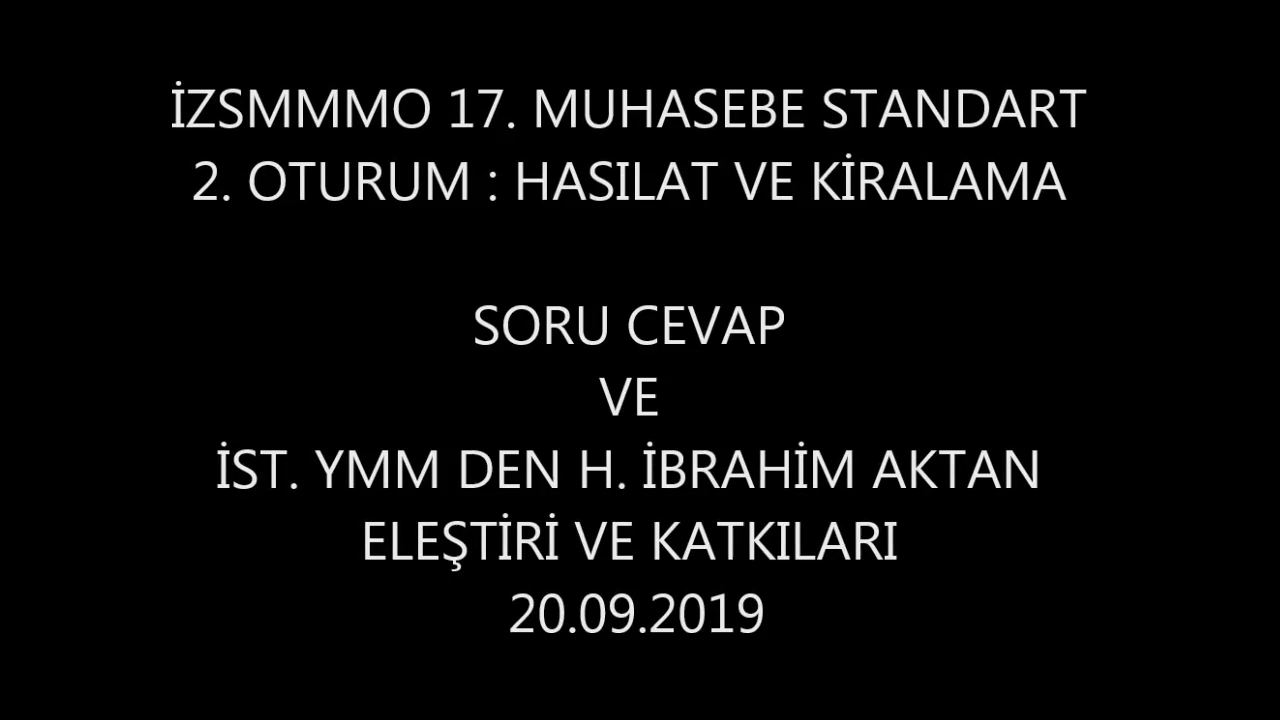 İZSMMMO 17. MUHASEBE STANDART
2. OTURUM : HASILAT VE KİRALAMA
SORU CEVAP
VE
İST. YMM DEN H. İBRAHİM AKTAN
ELEŞTİRİ VE KATKILARI
20.09.2019